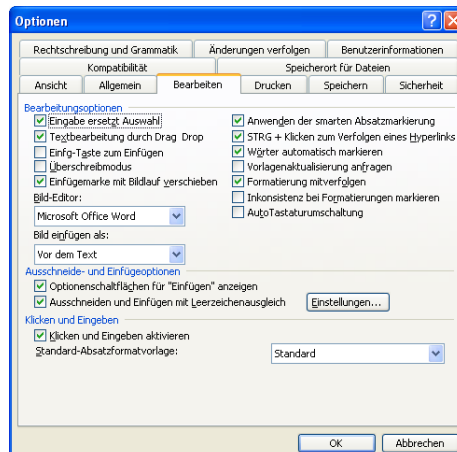 Optionen
Rechtschreibung und Grammatik Änderungen verfolgen Benutzerinformationen
Kompatibilität Speicherort für Dateien
Ansicht Allgemein Bearbeiten Drucken Speichern Sicherheit
Bearbeitungsoptionen
Eingabe ersetzt Auswahl
Textbearbeitung durch Drag Drop
Einfg-Taste zum Einfügen
Überschreibmodus
Einfügemarke mit Bildlauf verschieben
Bild-Editor:
Microsoft Office Word
Bild einfügen als:
Vor dem Text
Anwenden der smarten Absatzmarkierung
STRG + Klicken zum Verfolgen eines Hyperlinks
Wörter automatisch markieren
Vorlagenaktualisierung anfragen
Formatierung mitverfolgen
Inkonsistenz bei Formatierungen markieren
AutoTastaturumschaltung
Ausschneide- und Einfügeoptionen
Optionenschaltflächen für "Einfügen" anzeigen
Ausschneiden und Einfügen mit Leerzeichenausgleich Einstellungen...
Klicken und Eingeben
Klicken und Eingeben aktivieren
Standard-Absatzformatvorlage: Standard
OK Abbrechen